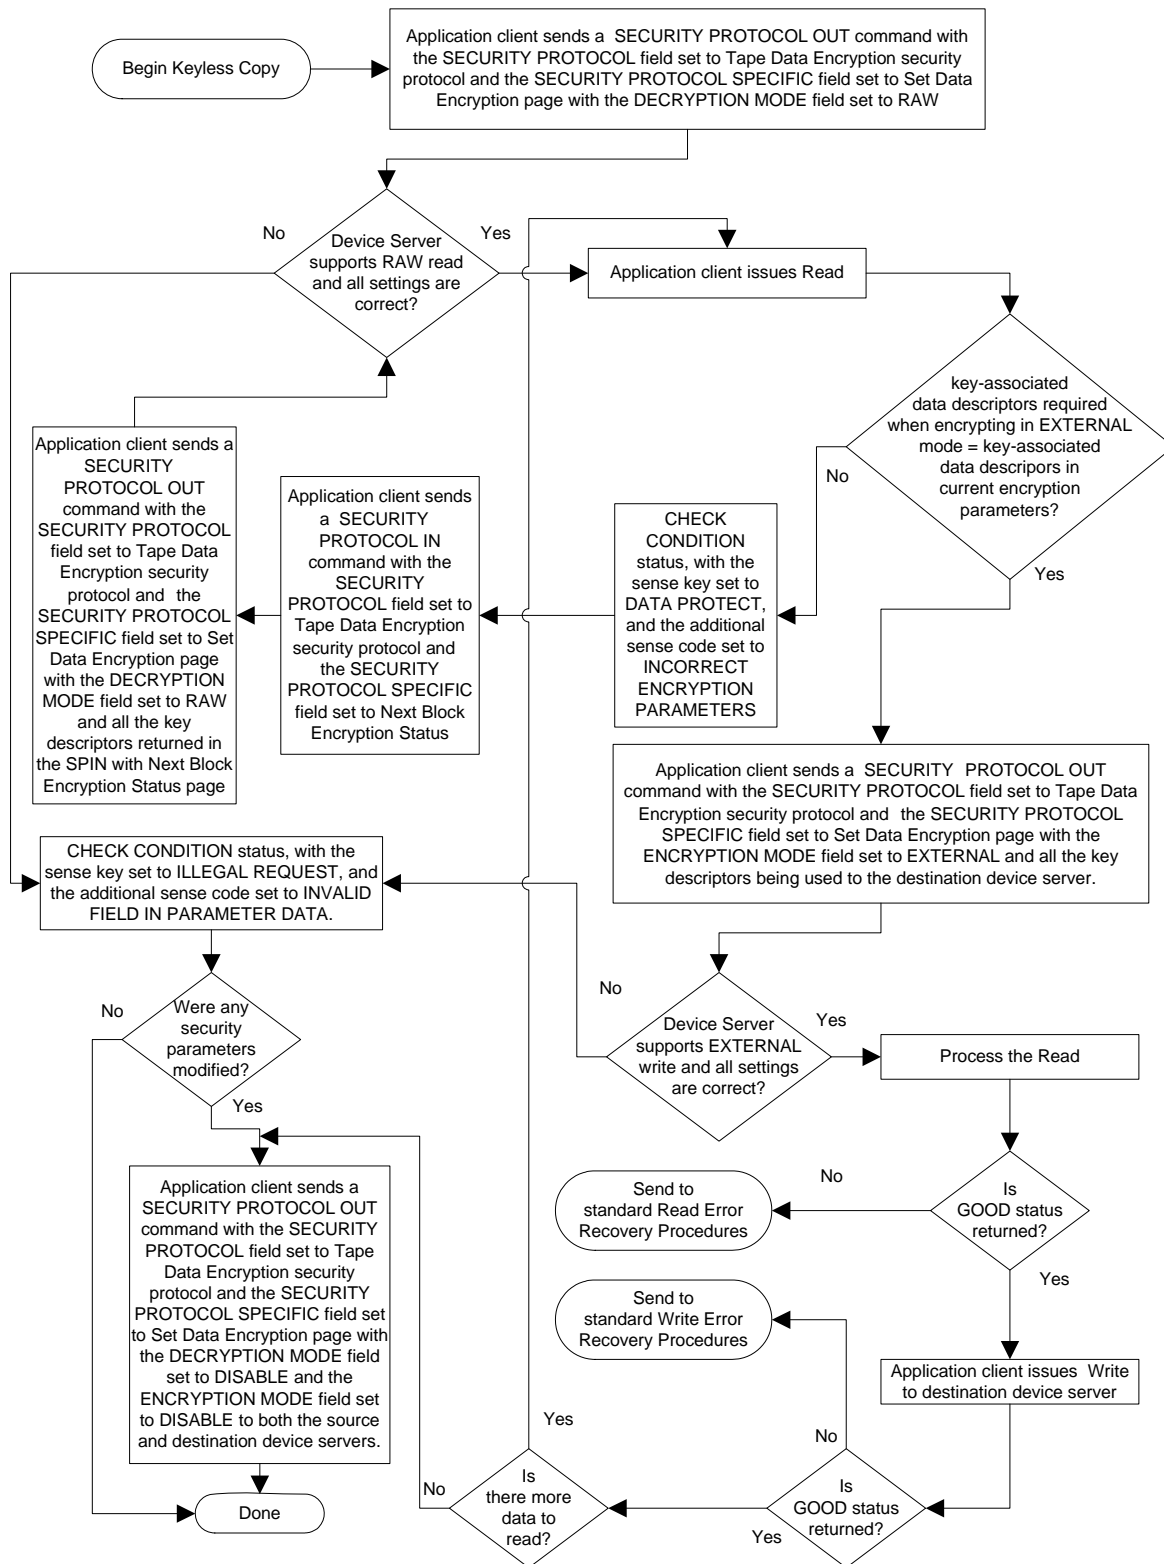 Begin Keyless Copy
Application client sends a SECURITY PROTOCOL OUT command with
the SECURITY PROTOCOL field set to Tape Data Encryption security
protocol and the SECURITY PROTOCOL SPECIFIC field set to Set Data
Encryption page with the DECRYPTION MODE field set to RAW
No
Device Server
supports RAW read
and all settings are
correct?
Yes
Application client issues Read
key-associated
data descriptors required
when encrypting in EXTERNAL
mode = key-associated
data descripors in
current encryption
parameters?
No
Yes
CHECK
CONDITION
status, with the
sense key set to
DATA PROTECT,
and the additional
sense code set to
INCORRECT
ENCRYPTION
PARAMETERS
Application client sends
a SECURITY
PROTOCOL IN
command with the
SECURITY
PROTOCOL field set to
Tape Data Encryption
security protocol and
the SECURITY
PROTOCOL SPECIFIC
field set to Next Block
Encryption Status
Application client sends a
SECURITY
PROTOCOL OUT
command with the
SECURITY PROTOCOL
field set to Tape Data
Encryption security
protocol and the
SECURITY PROTOCOL
SPECIFIC field set to Set
Data Encryption page
with the DECRYPTION
MODE field set to RAW
and all the key
descriptors returned in
the SPIN with Next Block
Encryption Status page
Application client sends a SECURITY PROTOCOL OUT
command with the SECURITY PROTOCOL field set to Tape Data
Encryption security protocol and the SECURITY PROTOCOL
SPECIFIC field set to Set Data Encryption page with the
ENCRYPTION MODE field set to EXTERNAL and all the key
descriptors being used to the destination device server.
CHECK CONDITION status, with the
sense key set to ILLEGAL REQUEST, and
the additional sense code set to INVALID
FIELD IN PARAMETER DATA.
No
Were any
security
parameters
modified?
Yes
No
Device Server
supports EXTERNAL
write and all settings
are correct?
Yes
Process the Read
Is
GOOD status
returned?
No
Yes
Send to
standard Read Error
Recovery Procedures
Send to
standard Write Error
Recovery Procedures
Application client issues Write
to destination device server
Application client sends a
SECURITY PROTOCOL OUT
command with the SECURITY
PROTOCOL field set to Tape
Data Encryption security
protocol and the SECURITY
PROTOCOL SPECIFIC field set
to Set Data Encryption page with
the DECRYPTION MODE field
set to DISABLE and the
ENCRYPTION MODE field set
to DISABLE to both the source
and destination device servers.
Yes
No
Is
there more
data to
read?
No
Yes
Is
GOOD status
returned?
Done